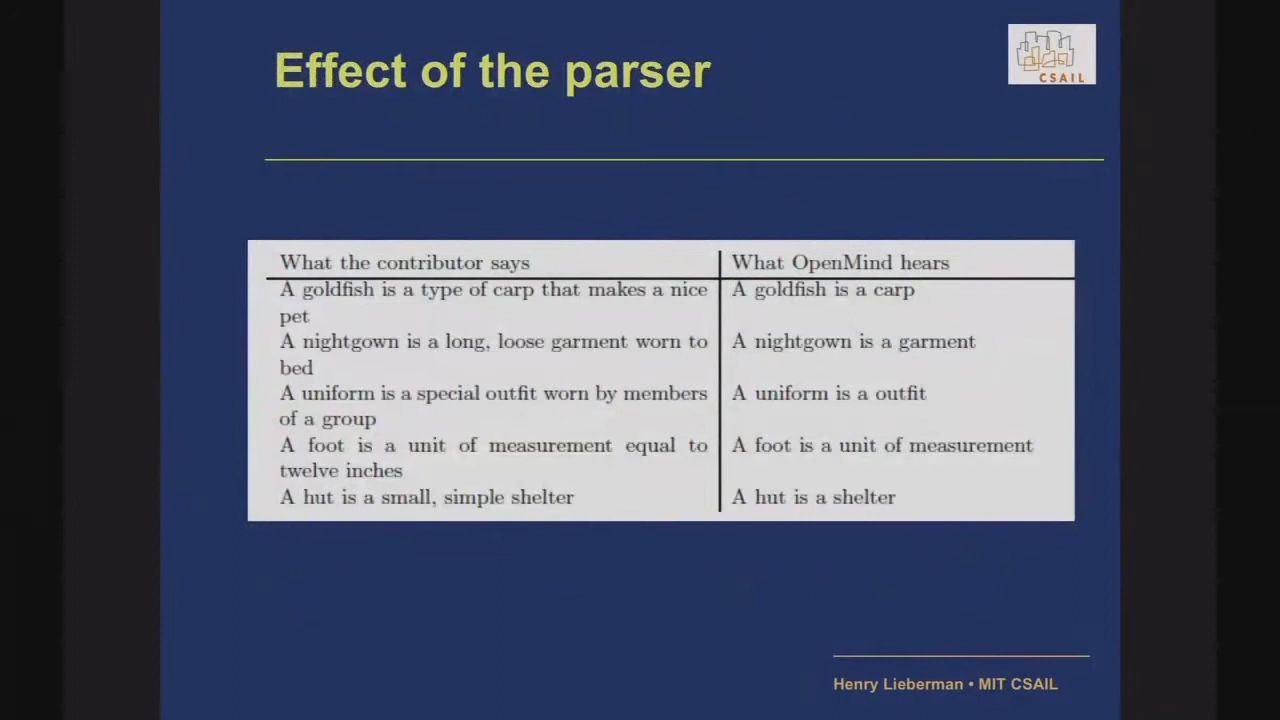 Effect of the parser
CSAIL
What the contributor says
What OpenMind hears
A goldfish is a type of carp that makes a nice
pet
A goldfish is a carp
A nightgown is a long, loose garment worn to
bed
A nightgown is a garment
A uniform is a special outfit worn by members
of a group
A uniform is a outfit
A foot is a unit of measurement equal to
twelve inches
A foot is a unit of measurement
A hut is a small, simple shelter
A hut is a shelter
Henry Lieberman • MIT CSAIL